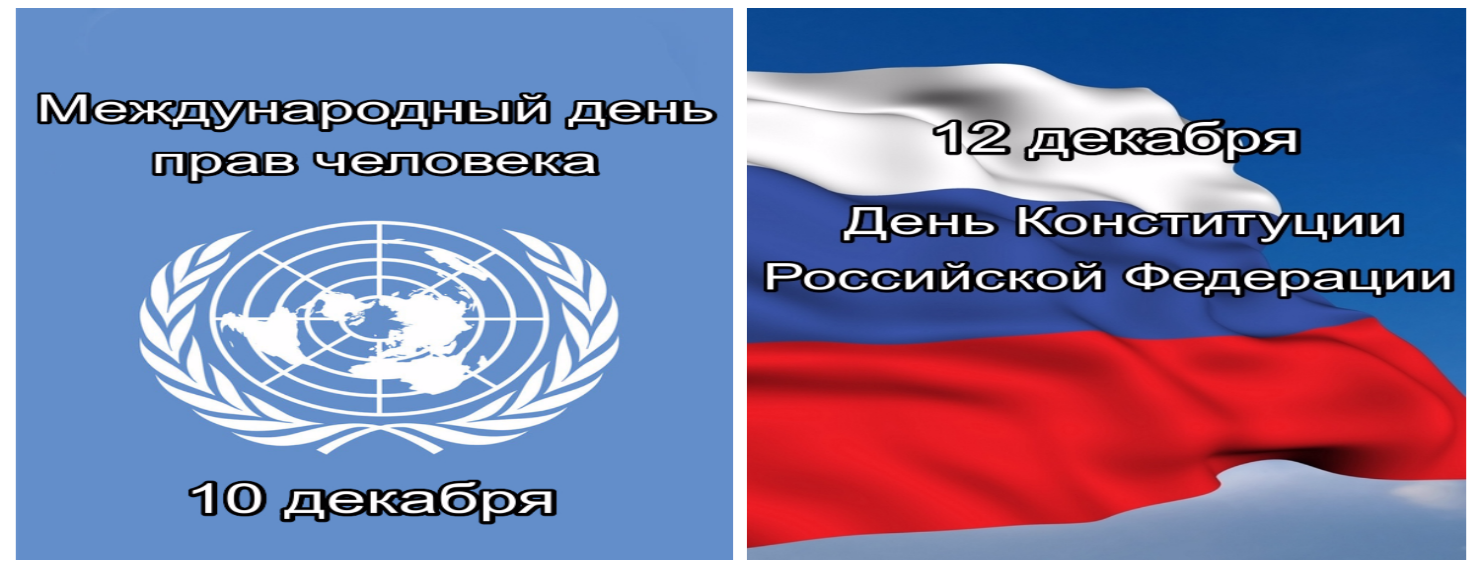 Международный день
прав человека
10 декабря
12 декабря
День Конституции
Российской Федерации